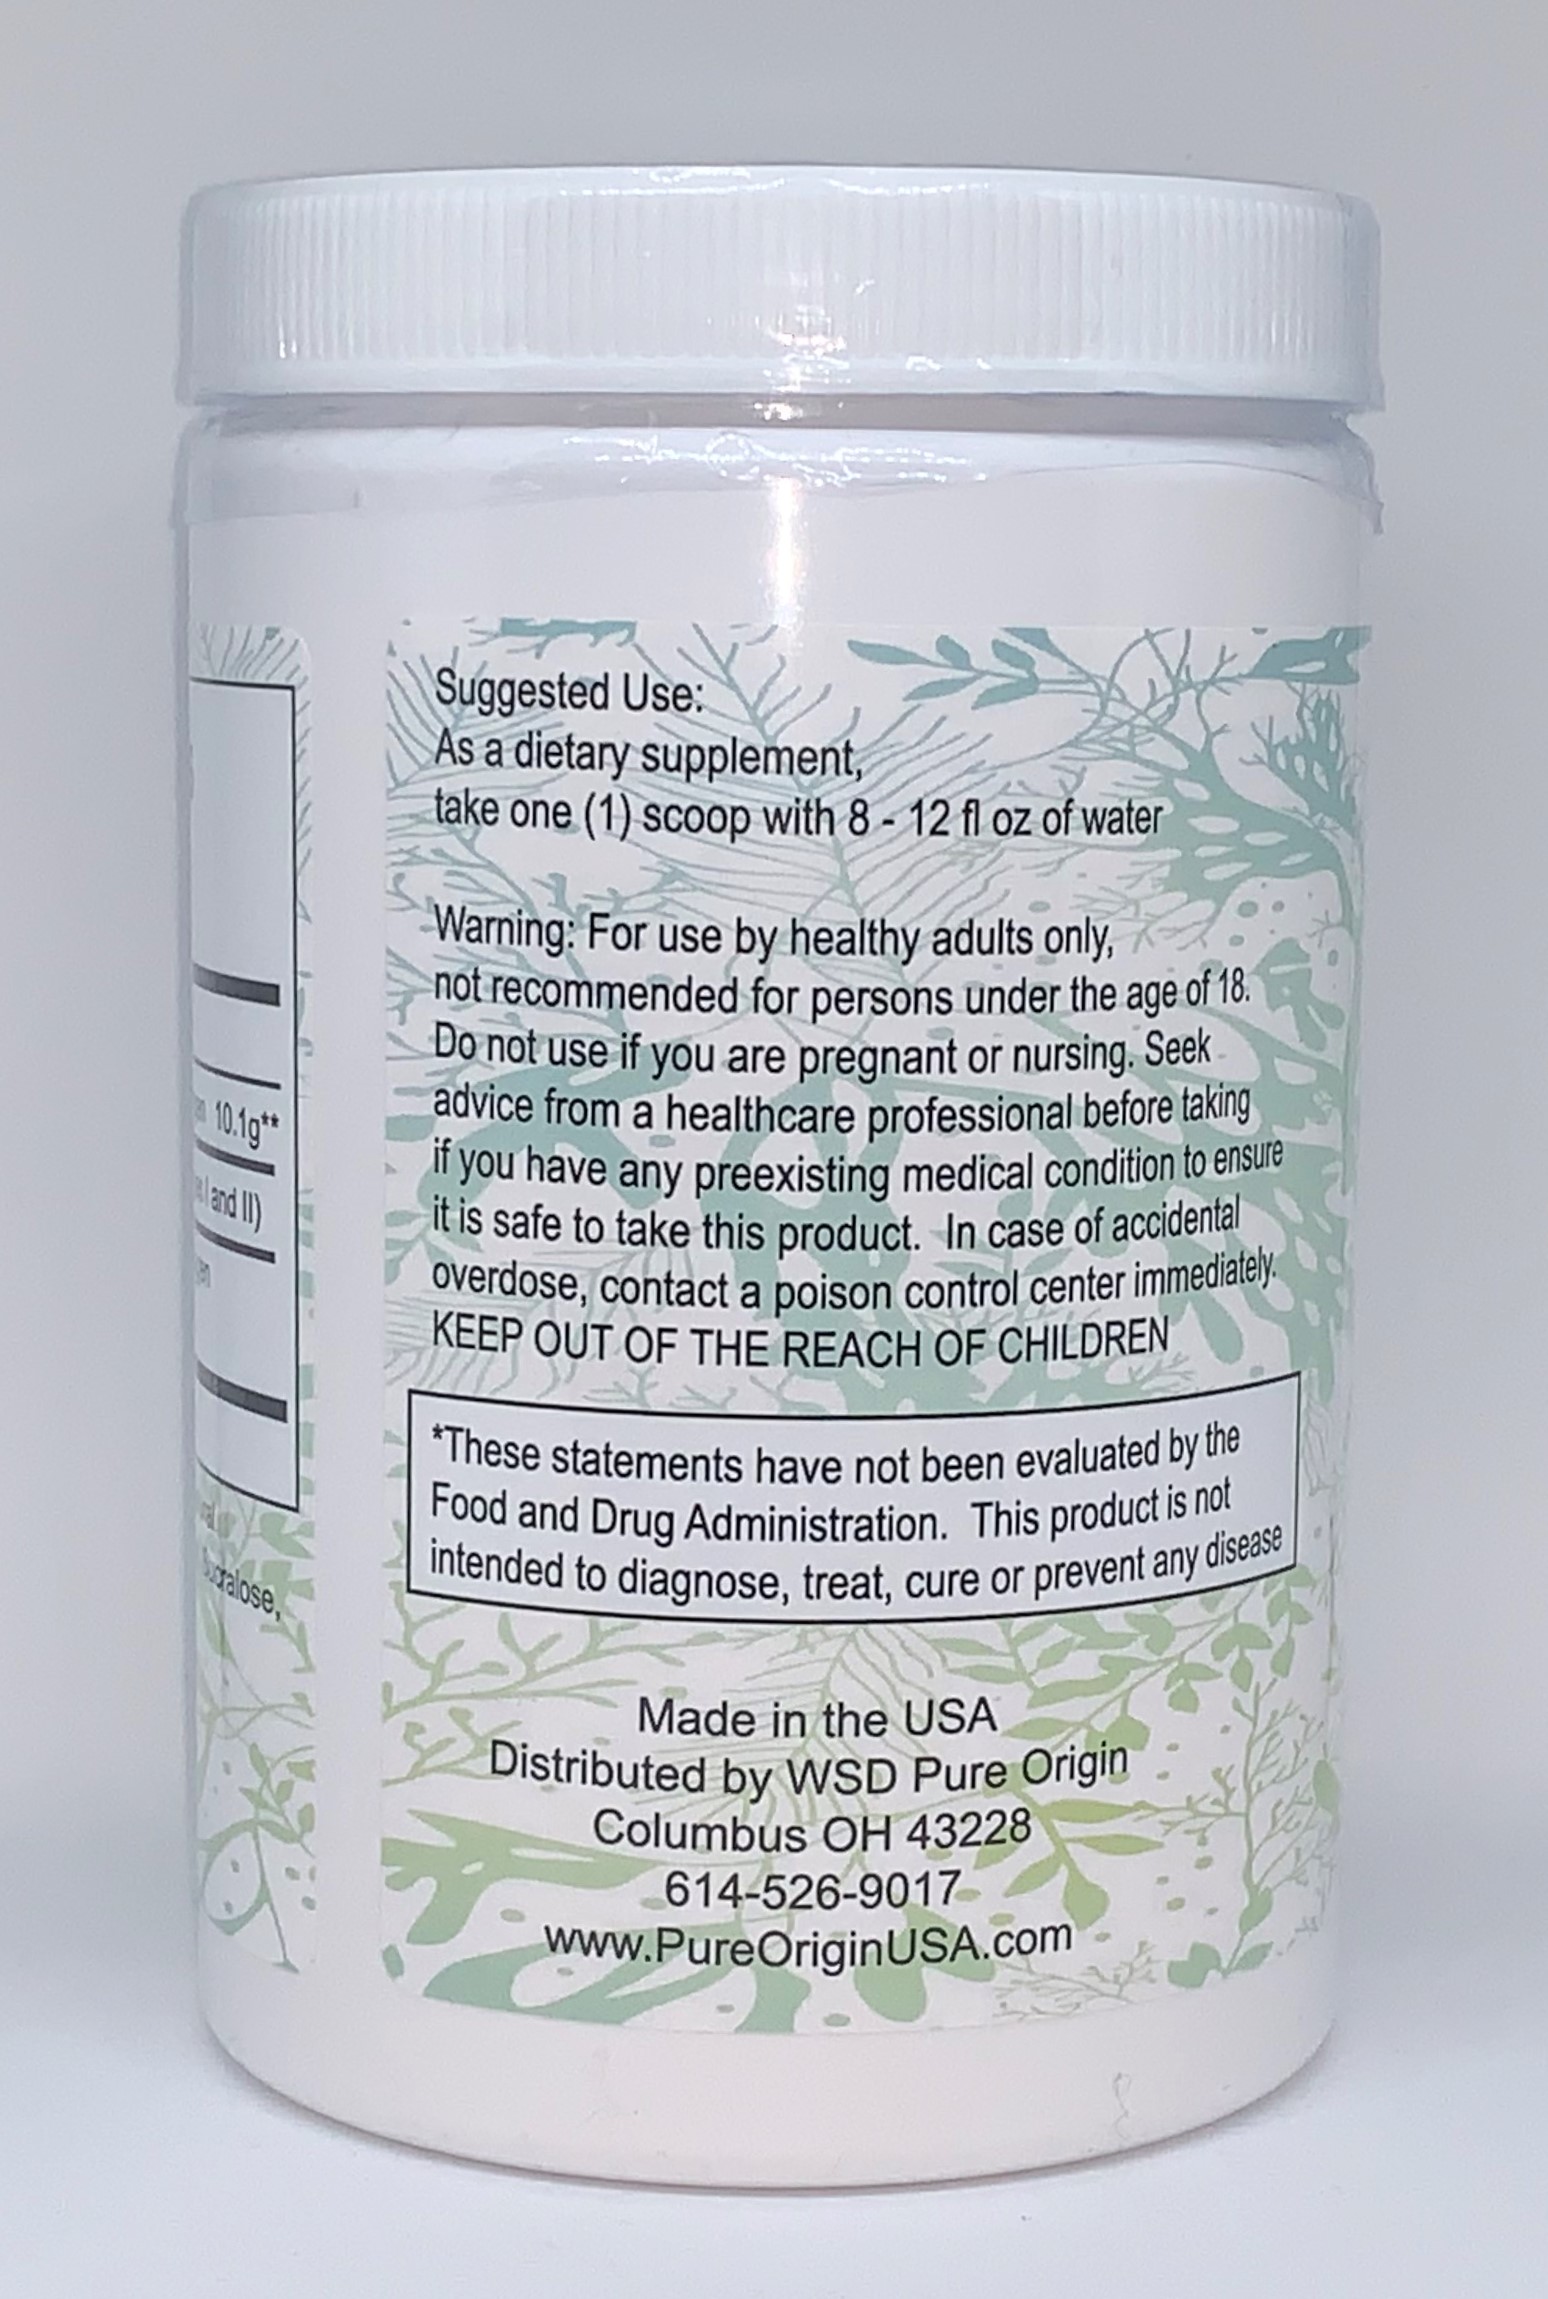 10.1g**
I and II)
Sucralose,
Suggested Use:
As a dietary supplement,
take one (1) scoop with 8 - 12 fl oz of water
Warning: For use by healthy adults only,
not recommended for persons under the age of 18.
Do not use if you are pregnant or nursing. Seek
advice from a healthcare professional before taking
if you have any preexisting medical condition to ensure
it is safe to take this product. In case of accidental
overdose, contact a poison control center immediately.
KEEP OUT OF THE REACH OF CHILDREN
*These statements have not been evaluated by the
Food and Drug Administration. This product is not
intended to diagnose, treat, cure or prevent any disease
Made in the USA
Distributed by WSD Pure Origin
Columbus OH 43228
614-526-9017
www.PureOriginUSA.com